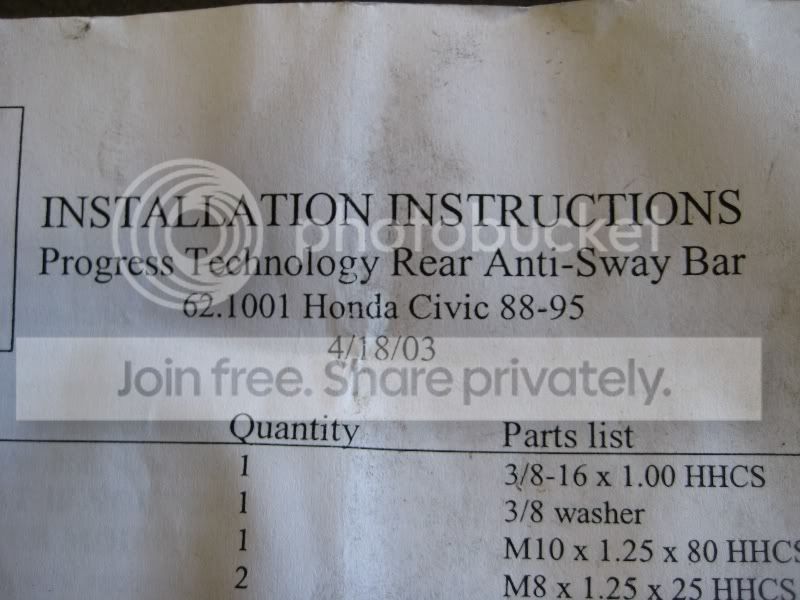 INSTALLATION INSTRUCTIONS
photobucket
Progress Technology Rear Anti-Sway Bar
62.1001 Honda Civic 88-95
4/18/03
Join free. Share privately.
Quantity Parts list
1 3/8-16 x 1.00 HHCS
1 3/8 washer
1 M10 x 1.25 x 80 HHCS
2 M8 x 1.25 x 25 HHCS